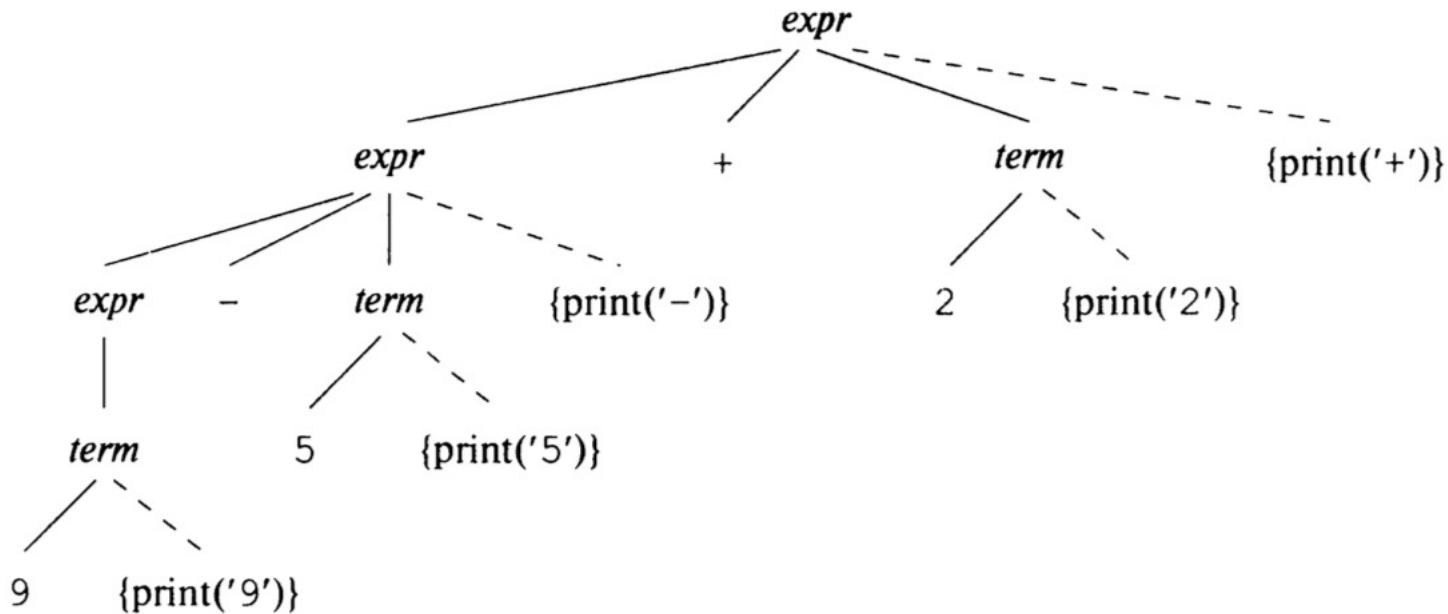 expr
expr + term {print('+')}
expr – term {print('–')} 2 {print('2')}
term 5 {print('5')}
9 {print('9')}